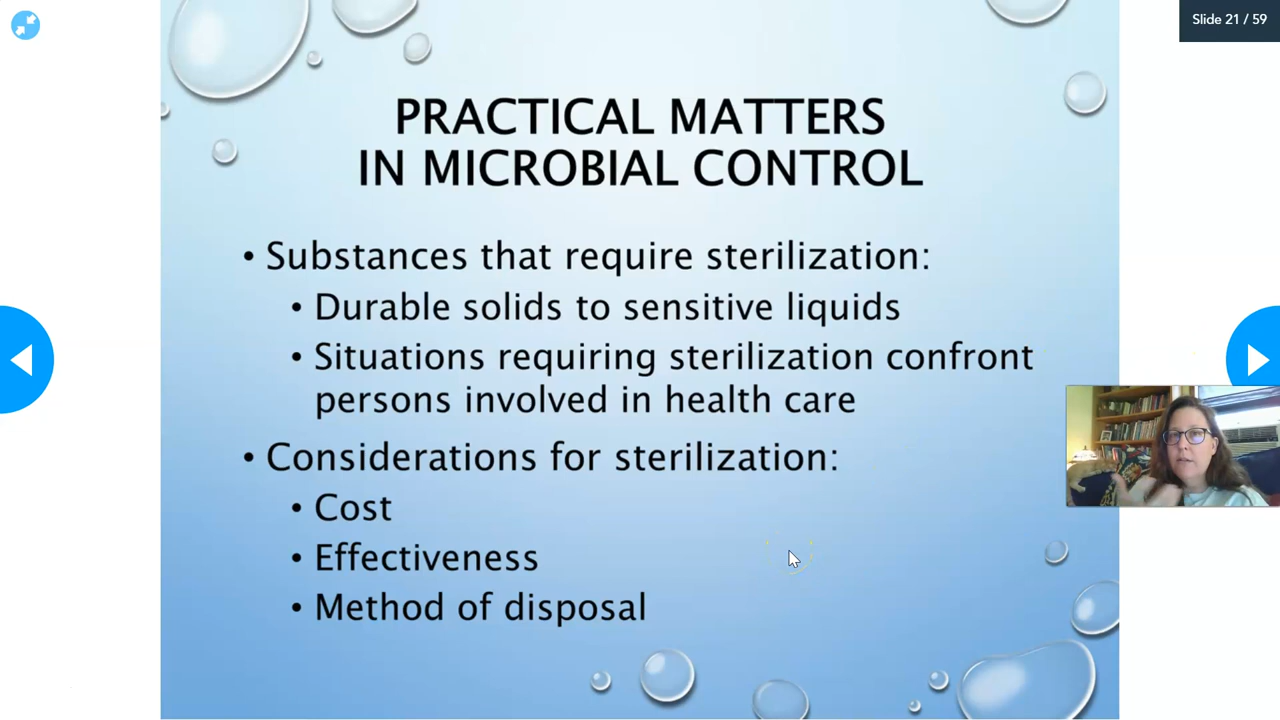 Slide 21 / 59
PRACTICAL MATTERS
IN MICROBIAL CONTROL
• Substances that require sterilization:
• Durable solids to sensitive liquids
• Situations requiring sterilization confront
persons involved in health care
• Considerations for sterilization:
• Cost
• Effectiveness
• Method of disposal